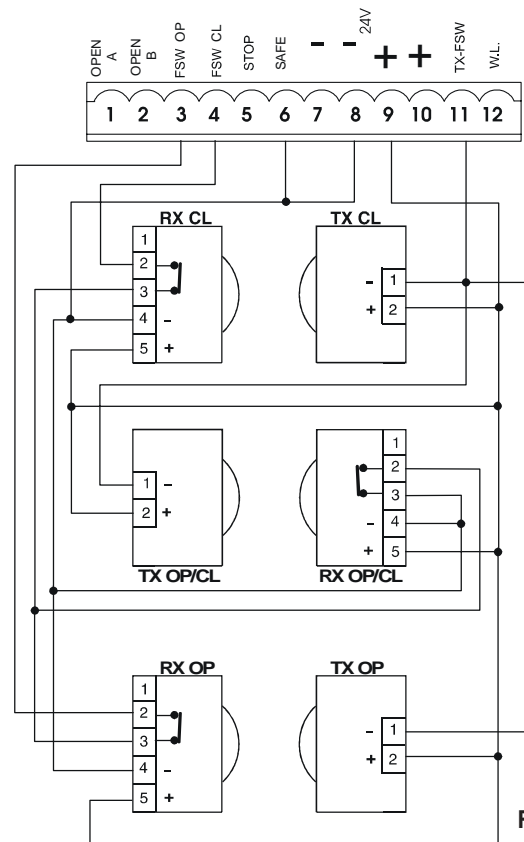 OPEN A
OPEN B
FSW OP
FSW CL
STOP
SAFE
-
-
24V
+
+
TX-FSW
W.L.
1 2 3 4 5 6 7 8 9 10 11 12
RX CL
1
2
3
4 -
5 +
TX CL
- 1
+ 2
1 -
2 +
TX OP/CL
1
2
3
- 4
+ 5
RX OP/CL
RX OP
1
2
3
4 -
5 +
TX OP
- 1
+ 2